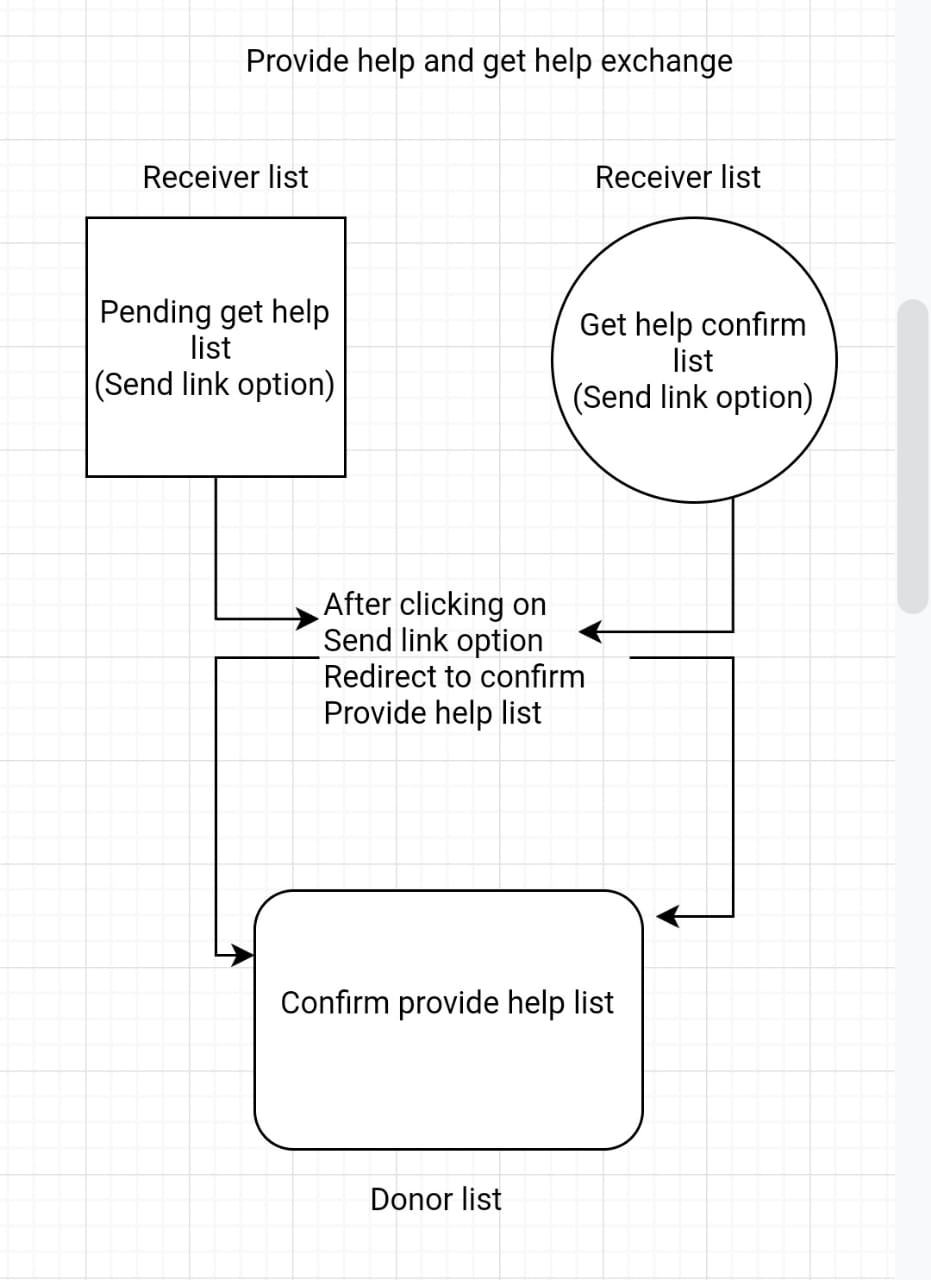 Provide help and get help exchange
Receiver list
Receiver list
Pending get help
list
(Send link option)
Get help confirm
list
(Send link option)
After clicking on
Send link option
Redirect to confirm
Provide help list
Confirm provide help list
Donor list